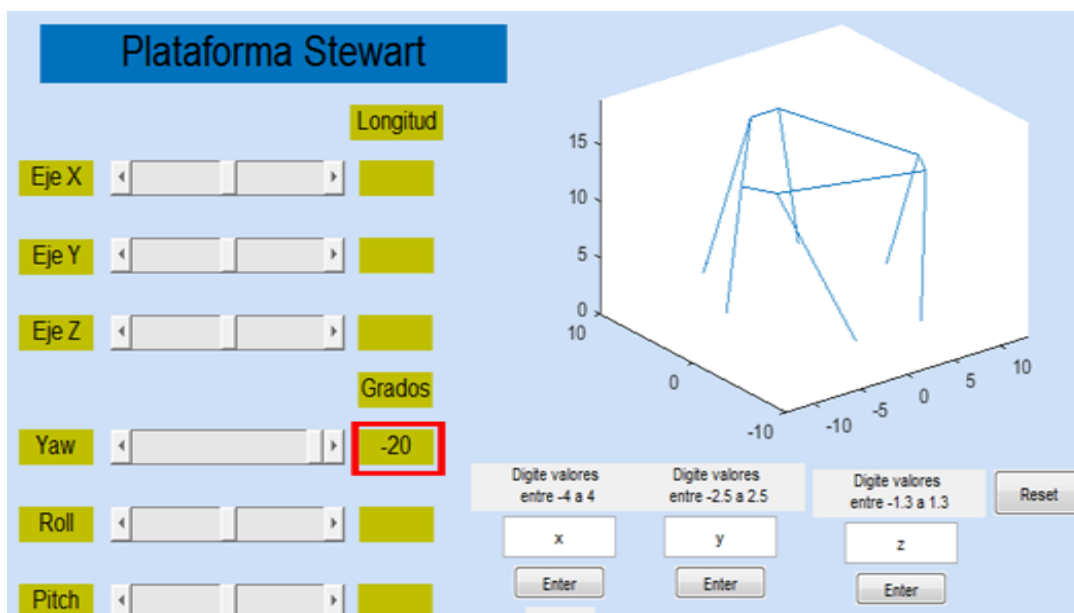 Plataforma Stewart
Longitud
Eje X
Eje Y
Eje Z
Grados
Yaw
-20
Roll
Pitch
15
10
5
0
10
0
-10
-10
-5
0
5
10
Digite valores
entre -4 a 4
x
Enter
Digite valores
entre -2.5 a 2.5
y
Enter
Digite valores
entre -1.3 a 1.3
z
Enter
Reset